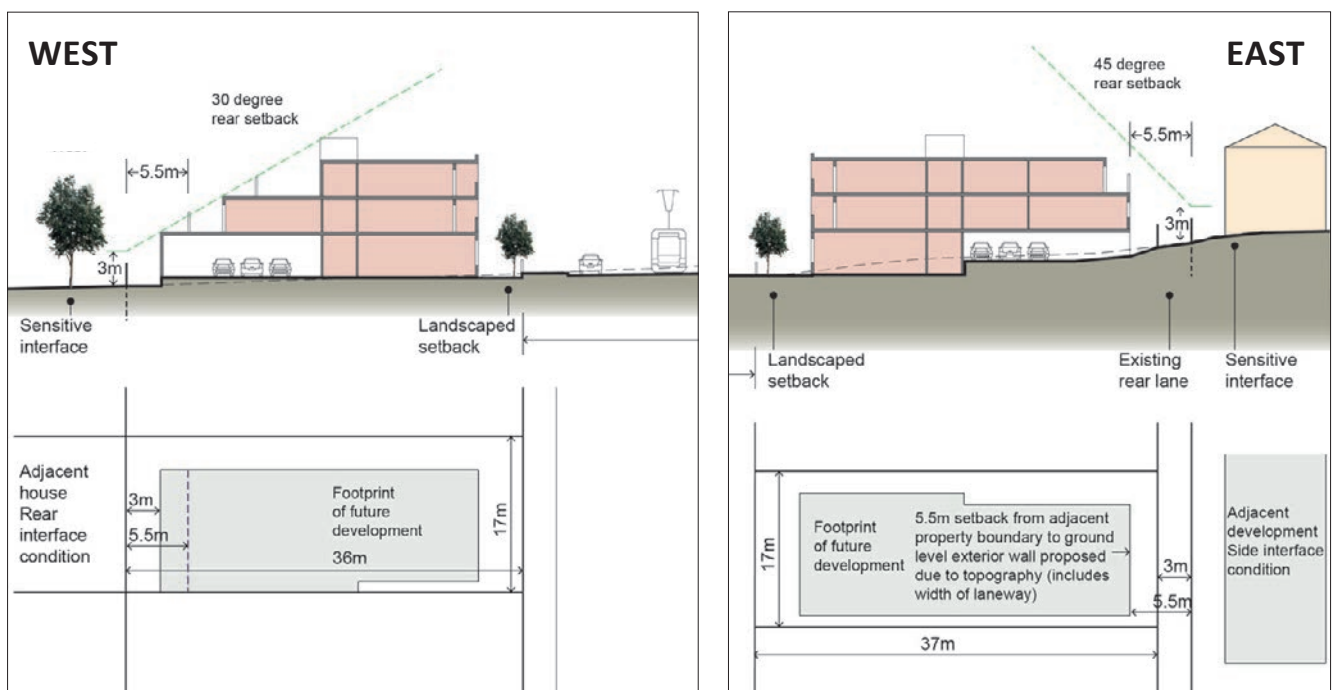 WEST
30 degree
rear setback
5.5m
3m
Sensitive
interface
Landscaped
setback
Adjacent
house
Rear
interface
condition
3m
5.5m
Footprint
of future
development
36m
17m
EAST
45 degree
rear setback
5.5m
3m
Landscaped
setback
Existing
rear lane
Sensitive
interface
17m
Footprint
of future
development
5.5m setback from adjacent
property boundary to ground
level exterior wall proposed
due to topography (includes
width of laneway)
37m
3m
5.5m
Adjacent
development
Side interface
condition